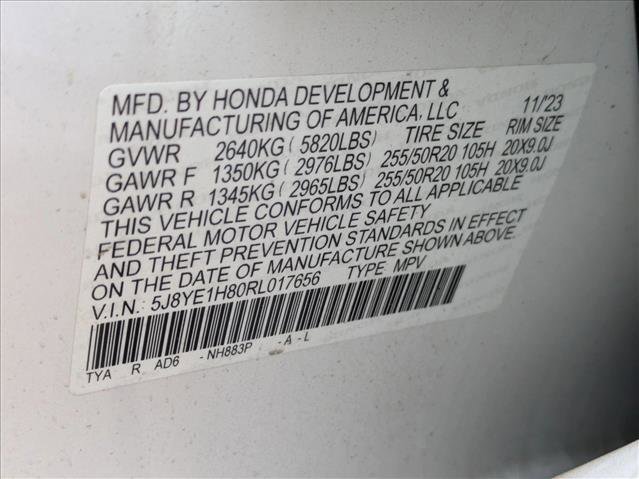 MFD. BY HONDA DEVELOPMENT &
MANUFACTURING OF AMERICA, LLC 11/'23
GVWR 2640KG ( 5820LBS) TIRE SIZE RIM SIZE
GAWR F 1350KG ( 2976LBS) 255/50R20 105H 20X9.0J
GAWR R 1345KG ( 2965LBS) 255/50R20 105H 20X9.0J
THIS VEHICLE CONFORMS TO ALL APPLICABLE
FEDERAL MOTOR VEHICLE SAFETY
AND THEFT PREVENTION STANDARDS IN EFFECT
ON THE DATE OF MANUFACTURE SHOWN ABOVE.
V.I.N.: 5J8YE1H80RL017656 TYPE MPV
TYA R AD6 -NH883P -A-L